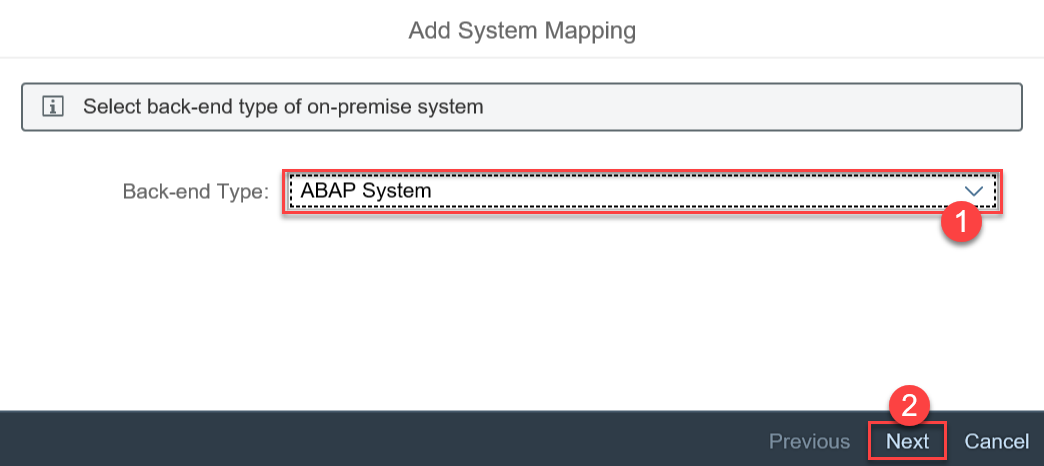 Add System Mapping
Select back-end type of on-premise system
Back-end Type: ABAP System
1
2
Previous Next Cancel